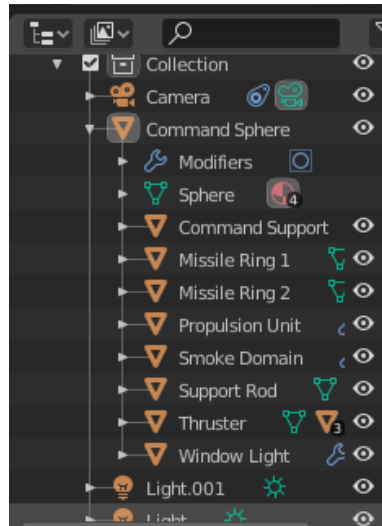 Collection
Camera
Command Sphere
Modifiers
Sphere 4
Command Support
Missile Ring 1
Missile Ring 2
Propulsion Unit
Smoke Domain
Support Rod
Thruster 3
Window Light
Light.001
Light